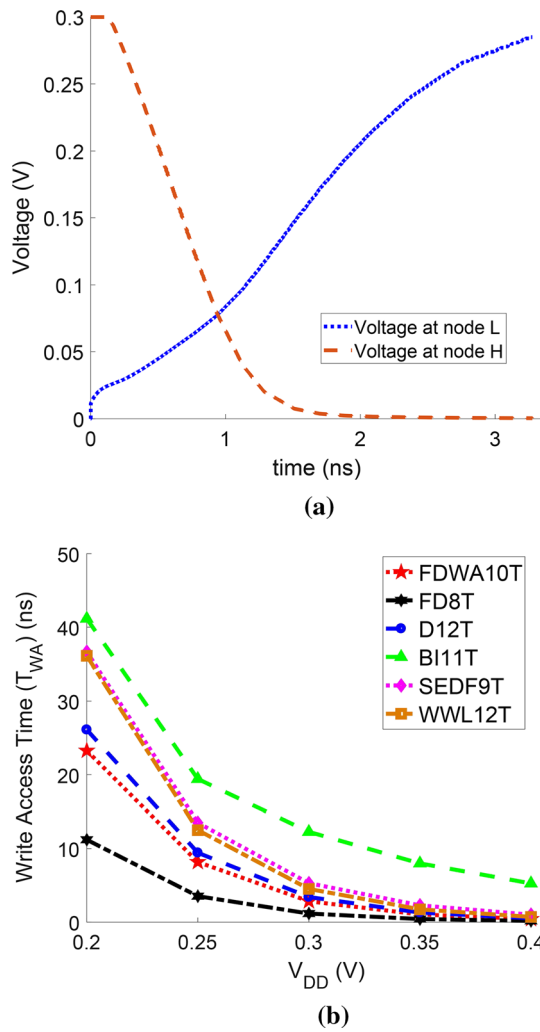 0.3
0.25
0.2
0.15
0.1
0.05
0
Voltage (V)
Voltage at node L
Voltage at node H
0 1 2 3
time (ns)
(a)
50
40
30
20
10
0
Write Access Time (T_WA) (ns)
FDWA10T
FD8T
D12T
BI11T
SEDF9T
WWL12T
0.2 0.25 0.3 0.35 0.4
V_DD (V)
(b)